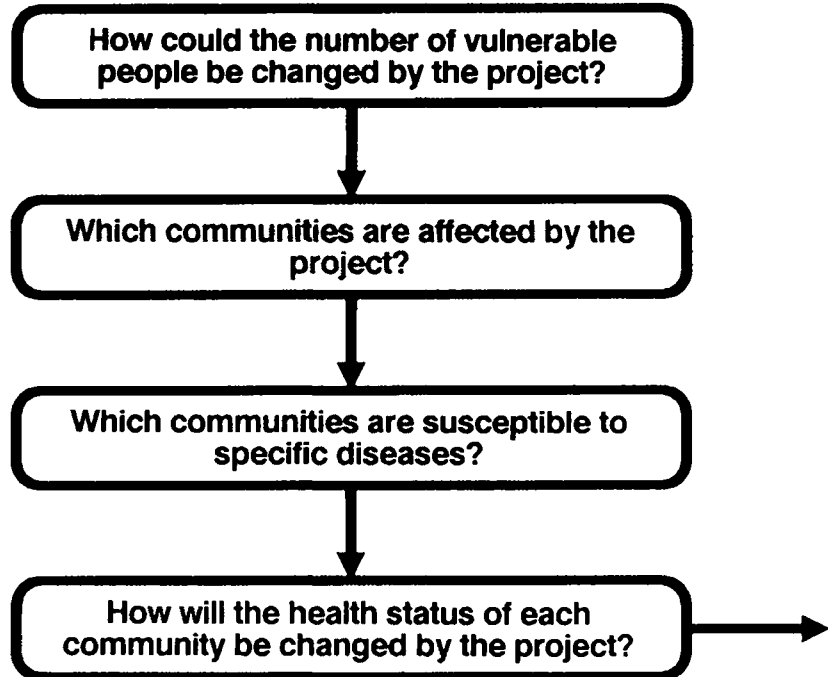 How could the number of vulnerable
people be changed by the project?
Which communities are affected by the
project?
Which communities are susceptible to
specific diseases?
How will the health status of each
community be changed by the project?